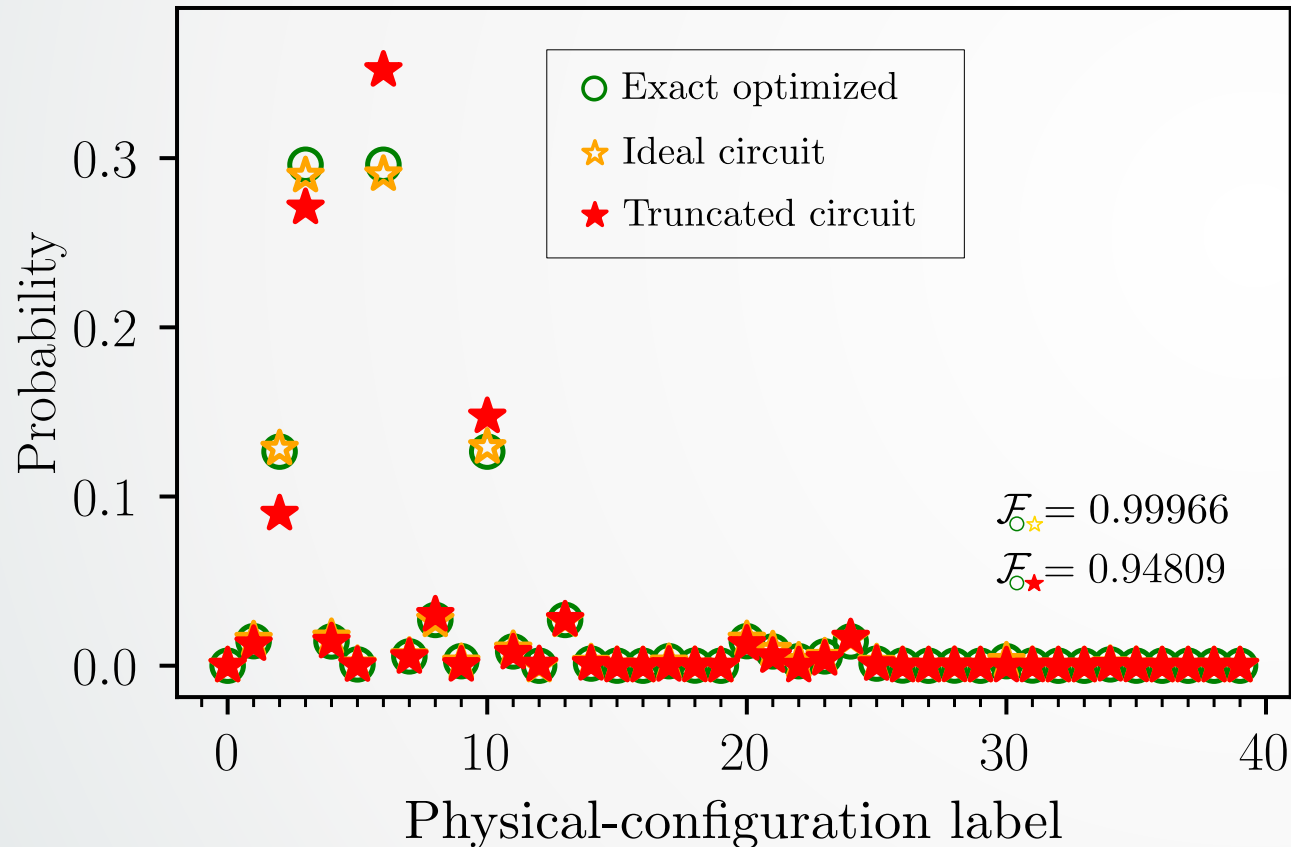 Exact optimized
Ideal circuit
Truncated circuit
Probability
0.3
0.2
0.1
0.0
ℱ○☆ = 0.99966
ℱ○★ = 0.94809
0 10 20 30 40
Physical-configuration label